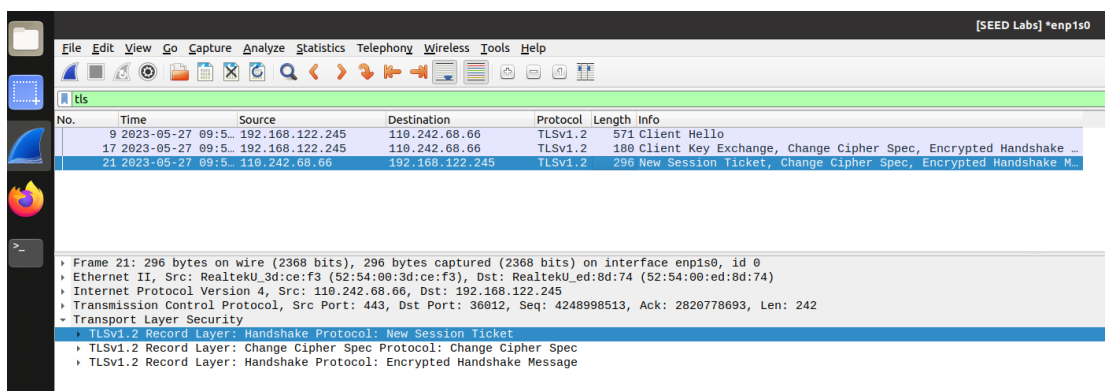 [SEED Labs] *enp1s0
File Edit View Go Capture Analyze Statistics Telephony Wireless Tools Help
tls
No. Time Source Destination Protocol Length Info
9 2023-05-27 09:5… 192.168.122.245 110.242.68.66 TLSv1.2 571 Client Hello
17 2023-05-27 09:5… 192.168.122.245 110.242.68.66 TLSv1.2 180 Client Key Exchange, Change Cipher Spec, Encrypted Handshake …
21 2023-05-27 09:5… 110.242.68.66 192.168.122.245 TLSv1.2 296 New Session Ticket, Change Cipher Spec, Encrypted Handshake M…
Frame 21: 296 bytes on wire (2368 bits), 296 bytes captured (2368 bits) on interface enp1s0, id 0
Ethernet II, Src: RealtekU_3d:ce:f3 (52:54:00:3d:ce:f3), Dst: RealtekU_ed:8d:74 (52:54:00:ed:8d:74)
Internet Protocol Version 4, Src: 110.242.68.66, Dst: 192.168.122.245
Transmission Control Protocol, Src Port: 443, Dst Port: 36012, Seq: 4248998513, Ack: 2820778693, Len: 242
Transport Layer Security
TLSv1.2 Record Layer: Handshake Protocol: New Session Ticket
TLSv1.2 Record Layer: Change Cipher Spec Protocol: Change Cipher Spec
TLSv1.2 Record Layer: Handshake Protocol: Encrypted Handshake Message